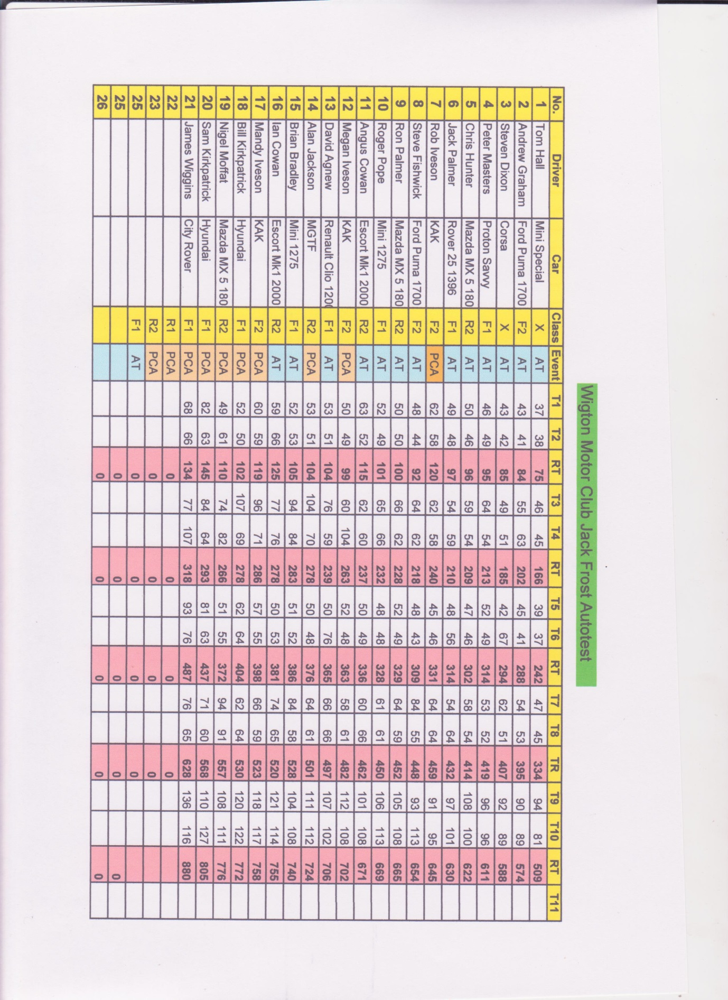 Wigton Motor Club Jack Frost Autotest
No. Driver Car Class Event T1 T2 RT T3 T4 RT T5 T6 RT T7 T8 TR T9 T10 RT T11
1 Tom Hall Mini Special X AT 37 38 75 46 45 166 39 37 242 47 45 334 94 81 509
2 Andrew Graham Ford Puma 1700 F2 AT 43 41 84 55 63 202 45 41 288 54 53 395 90 89 574
3 Steven Dixon Corsa X AT 43 42 85 49 51 185 42 67 294 62 51 407 92 89 588
4 Peter Masters Proton Savvy F1 AT 46 49 95 64 54 213 52 49 314 53 52 419 96 96 611
5 Chris Hunter Mazda MX 5 180 R2 AT 50 46 96 59 54 209 47 46 302 58 54 414 108 100 622
6 Jack Palmer Rover 25 1396 F1 AT 49 48 97 54 59 210 48 56 314 54 64 432 97 101 630
7 Rob Iveson KAK F2 PCA 62 58 120 62 58 240 45 46 331 64 64 459 91 95 645
8 Steve Fishwick Ford Puma 1700 F2 AT 48 44 92 64 62 218 48 43 309 84 55 448 93 113 654
9 Ron Palmer Mazda MX 5 180 R2 AT 50 50 100 66 62 228 52 49 329 64 59 452 105 108 665
10 Roger Pope Mini 1275 F1 AT 52 49 101 65 66 232 48 48 328 61 61 450 106 113 669
11 Angus Cowan Escort Mk1 2000 R2 AT 63 52 115 62 60 237 50 49 336 60 66 462 101 108 671
12 Megan Iveson KAK F2 PCA 50 49 99 60 104 263 52 48 363 58 61 482 112 108 702
13 David Agnew Renault Clio 1200 F1 AT 53 51 104 76 59 239 50 76 365 66 66 497 107 102 706
14 Alan Jackson MGTF R2 PCA 53 51 104 104 70 278 50 48 376 64 61 501 111 112 724
15 Brian Bradley Mini 1275 F1 AT 52 53 105 94 84 283 51 52 386 84 58 528 104 108 740
16 Ian Cowan Escort Mk1 2000 R2 AT 59 66 125 77 76 278 50 53 381 74 65 520 121 114 755
17 Mandy Iveson KAK F2 PCA 60 59 119 96 71 286 57 55 398 66 59 523 118 117 758
18 Bill Kirkpatrick Hyundai F1 PCA 52 50 102 107 69 278 62 64 404 62 64 530 120 122 772
19 Nigel Moffat Mazda MX 5 180 R2 PCA 49 61 110 74 82 266 51 55 372 94 91 557 108 111 776
20 Sam Kirkpatrick Hyundai F1 PCA 82 63 145 84 64 293 81 63 437 71 60 568 110 127 805
21 James Wiggins City Rover F1 PCA 68 66 134 77 107 318 93 76 487 76 65 628 136 116 880
22 R1 PCA 0 0 0 0
23 R2 PCA 0 0 0 0
25 F1 AT 0 0 0 0
25 0 0 0 0 0
26 0 0 0 0 0